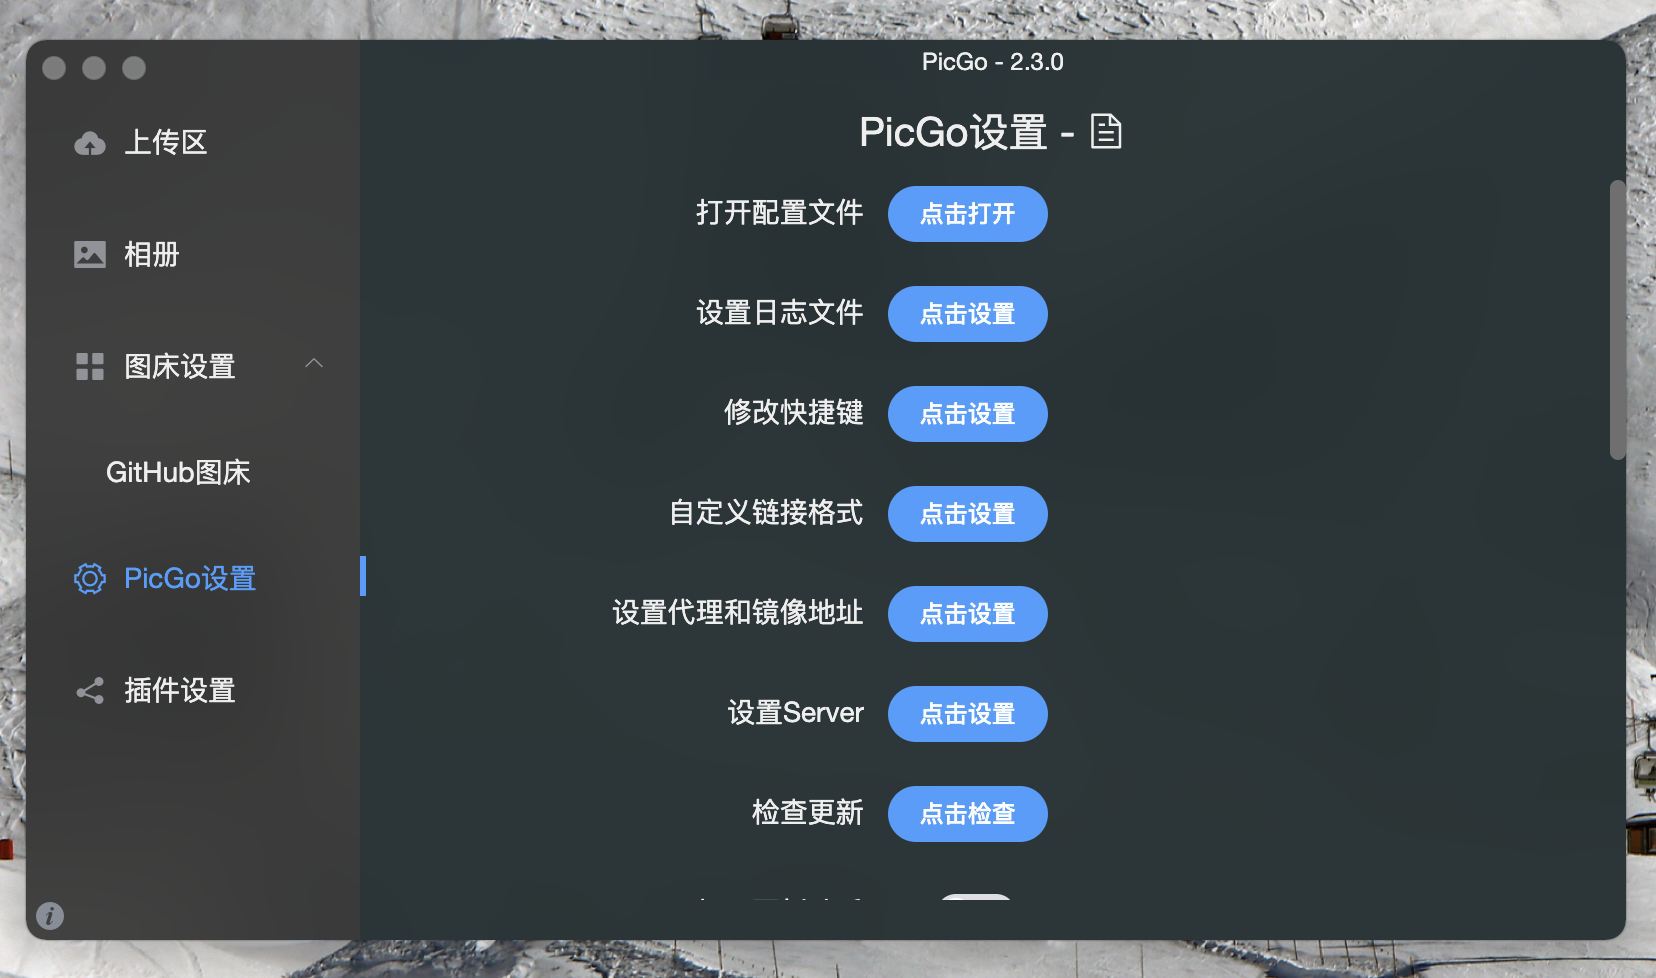 PicGo - 2.3.0
上传区
相册
图床设置
GitHub图床
PicGo设置
插件设置
PicGo设置 -
打开配置文件 点击打开
设置日志文件 点击设置
修改快捷键 点击设置
自定义链接格式 点击设置
设置代理和镜像地址 点击设置
设置Server 点击设置
检查更新 点击检查